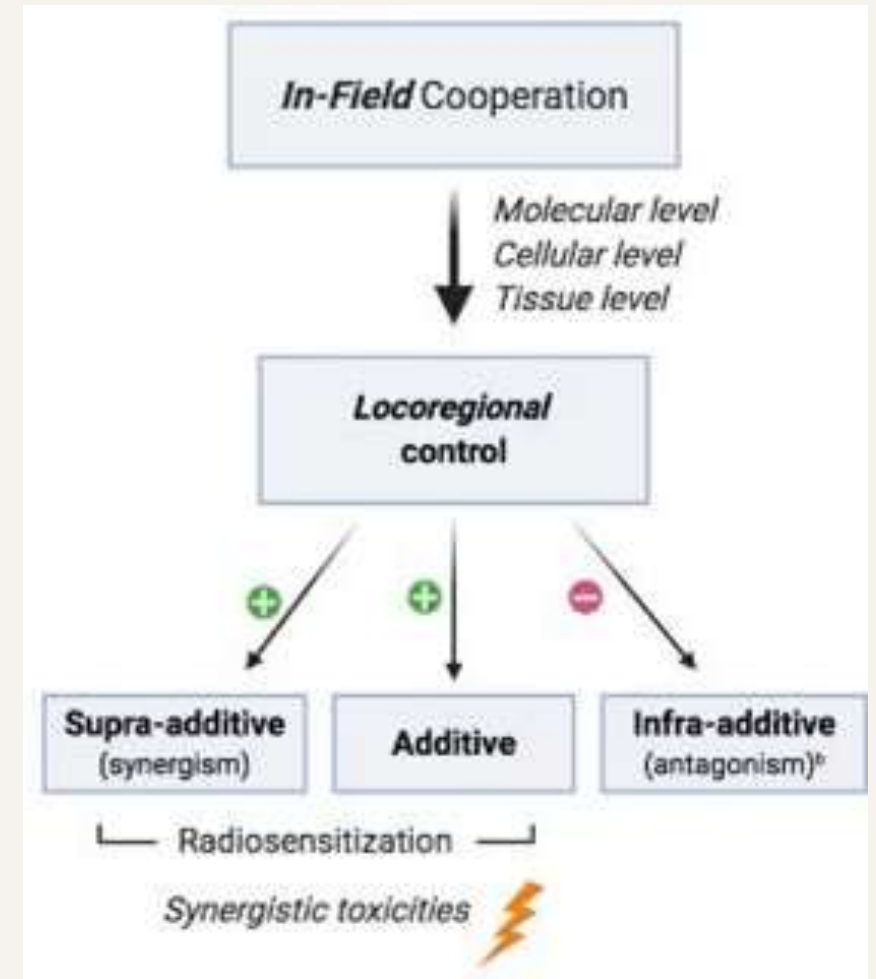 In-Field Cooperation
Molecular level
Cellular level
Tissue level
Locoregional
control
Supra-additive
(synergism)
Additive
Infra-additive
(antagonism)ᵇ
Radiosensitization
Synergistic toxicities